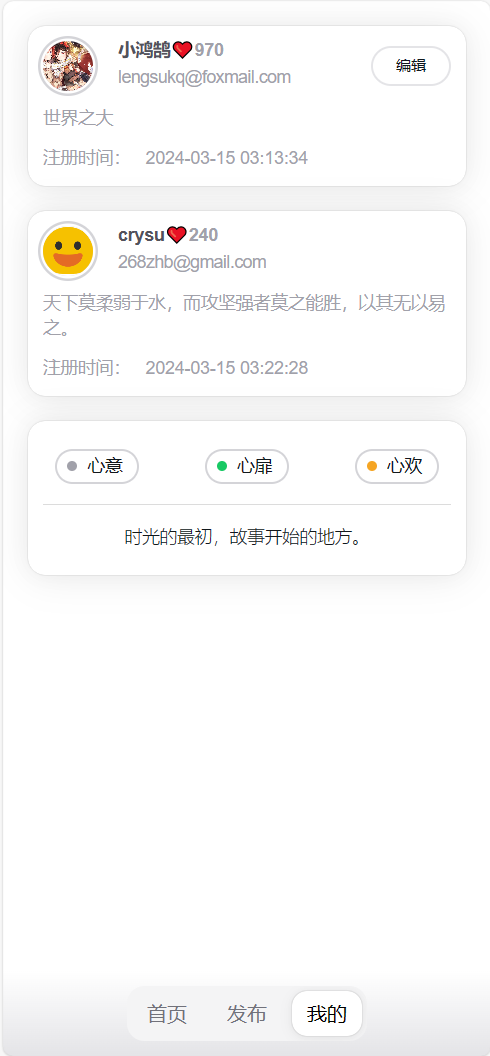 小鸿鹄❤️970
编辑
lengsukq@foxmail.com
世界之大
注册时间： 2024-03-15 03:13:34
crysu❤️240
268zhb@gmail.com
天下莫柔弱于水，而攻坚强者莫之能胜，以其无以易
之。
注册时间： 2024-03-15 03:22:28
心意 心扉 心欢
时光的最初，故事开始的地方。
首页 发布 我的